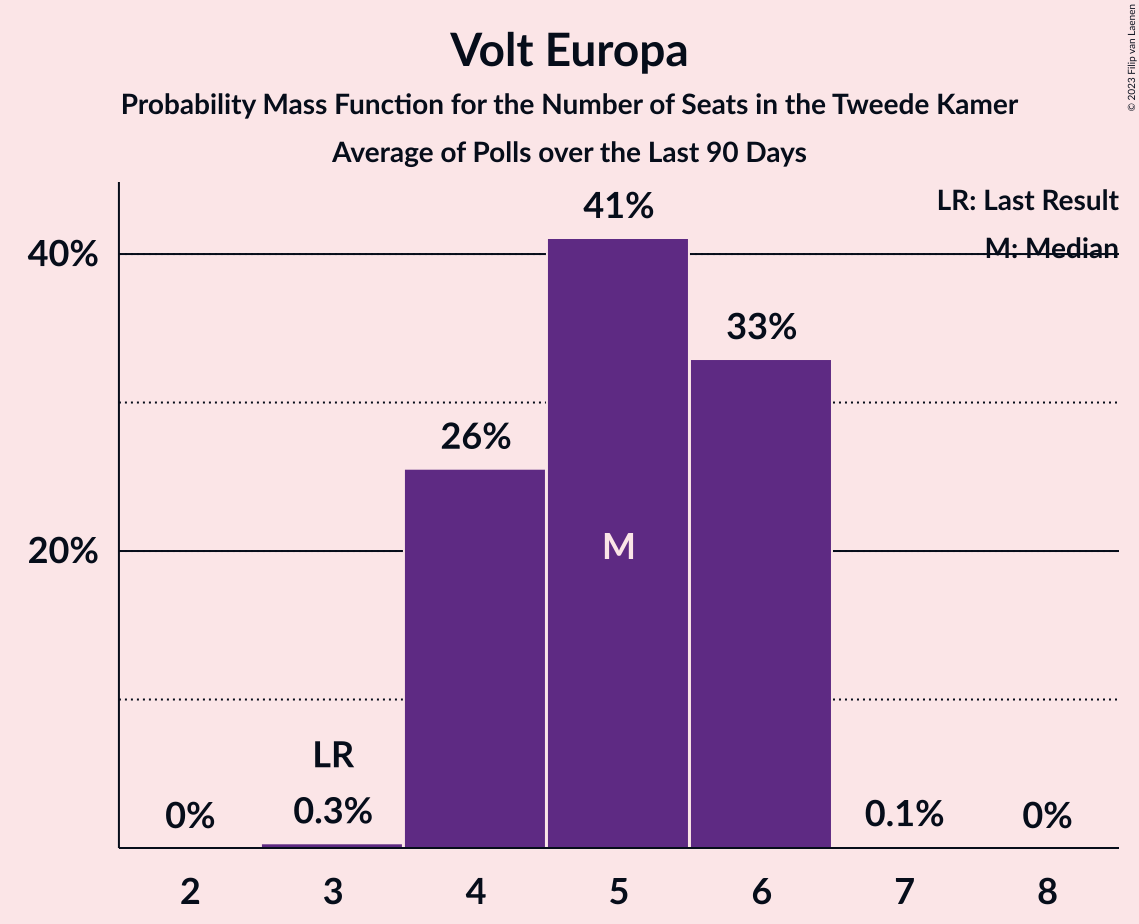 Volt Europa
Probability Mass Function for the Number of Seats in the Tweede Kamer
Average of Polls over the Last 90 Days
© 2023 Filip van Laenen
LR: Last Result
M: Median
41%
40%
33%
26%
20%
M
LR
0%
0.3%
0.1%
0%
2 3 4 5 6 7 8